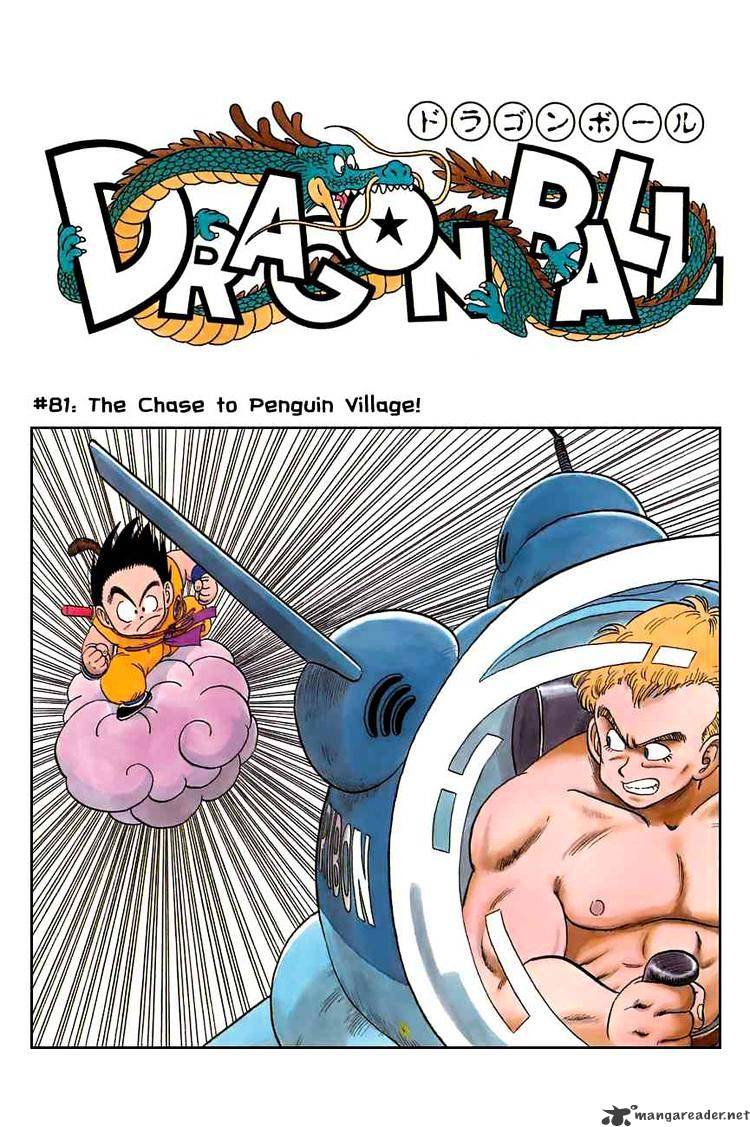 ドラゴンボール
DRAGON BALL
#81: The Chase to Penguin Village!
mangareader.net